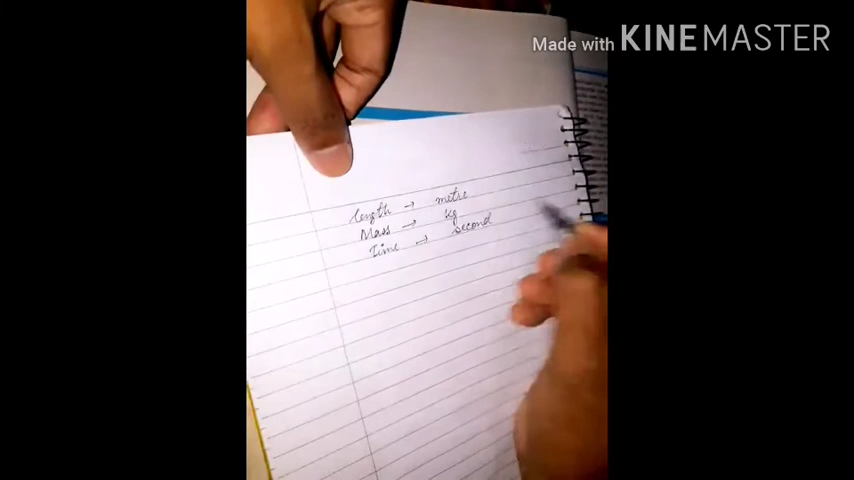 Made with KINEMASTER
length → metre
Mass → kg
Time → second